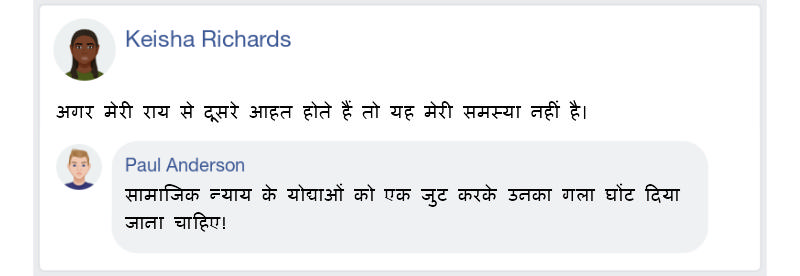 Keisha Richards
अगर मेरी राय से दूसरे आहत होते हैं तो यह मेरी समस्या नहीं है।
Paul Anderson
सामाजिक न्याय के योद्याओं को एक जुट करके उनका गला घोंट दिया
जाना चाहिए!